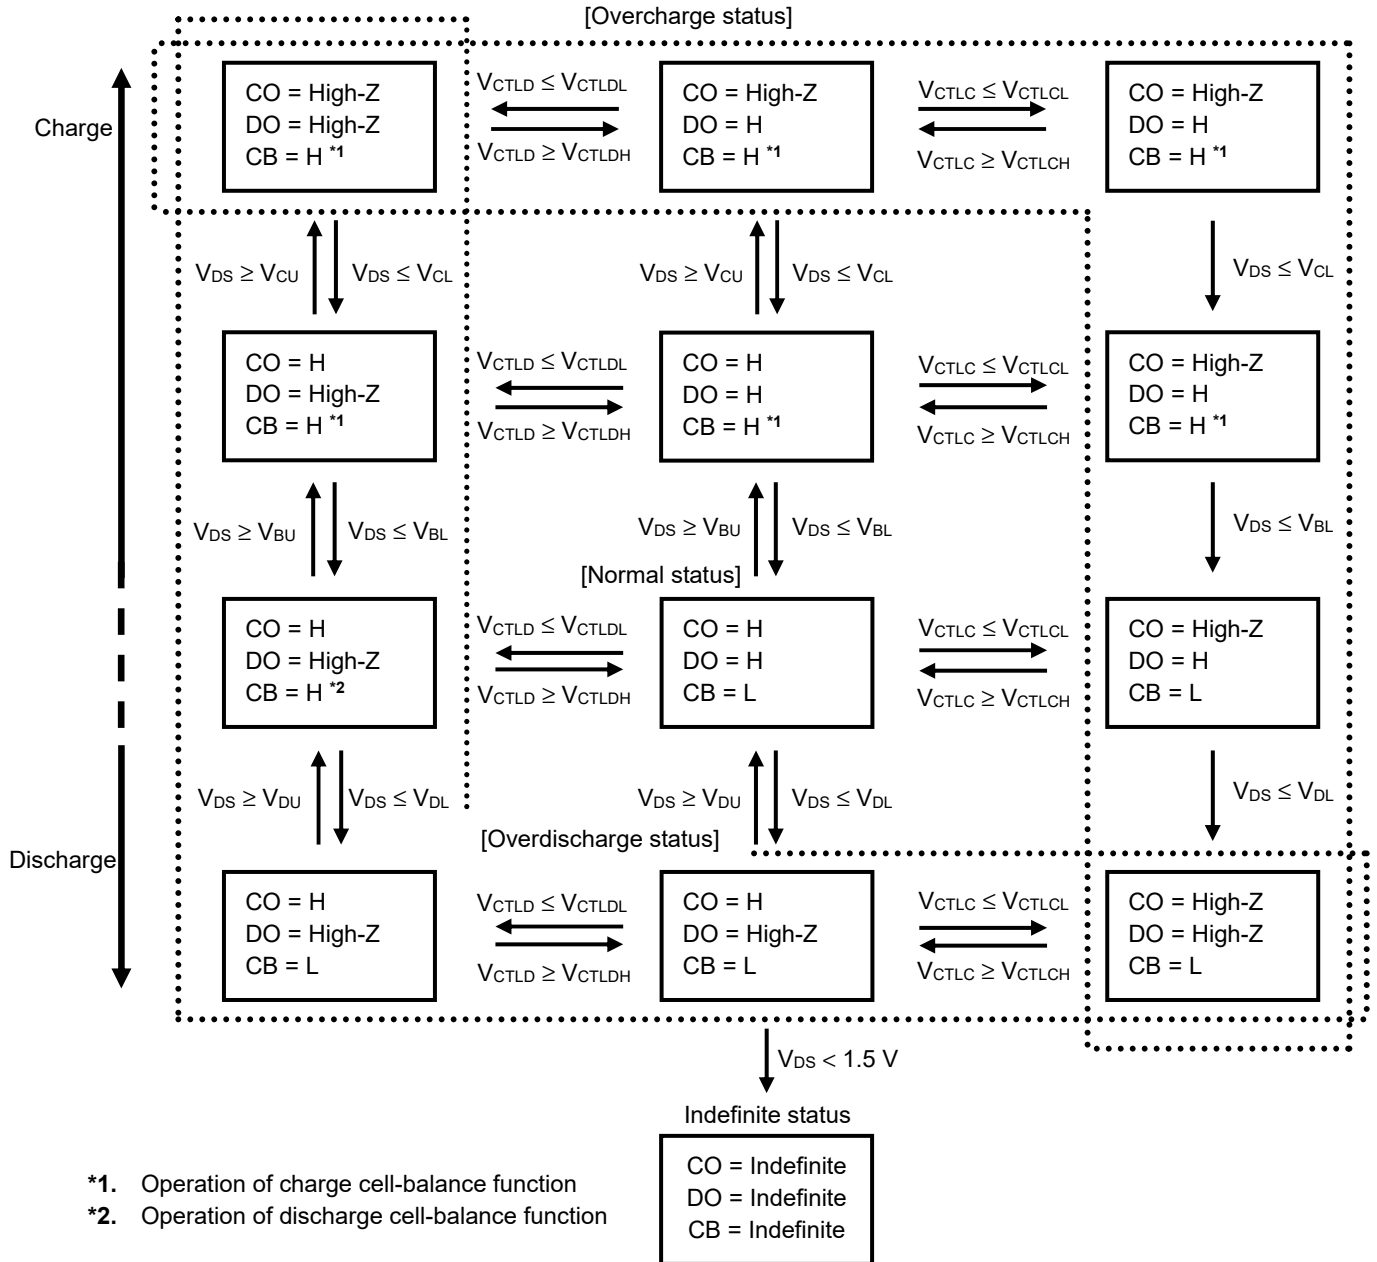 [Overcharge status]
Charge
CO = High-Z
DO = High-Z
CB = H *1
VCTLD ≤ VCTLDL
VCTLD ≥ VCTLDH
CO = High-Z
DO = H
CB = H *1
VCTLC ≤ VCTLCL
VCTLC ≥ VCTLCH
CO = High-Z
DO = H
CB = H *1
VDS ≥ VCU
VDS ≤ VCL
VDS ≥ VCU
VDS ≤ VCL
VDS ≤ VCL
CO = H
DO = High-Z
CB = H *1
VCTLD ≤ VCTLDL
VCTLD ≥ VCTLDH
CO = H
DO = H
CB = H *1
VCTLC ≤ VCTLCL
VCTLC ≥ VCTLCH
CO = High-Z
DO = H
CB = H *1
VDS ≥ VBU
VDS ≤ VBL
VDS ≥ VBU
VDS ≤ VBL
VDS ≤ VBL
[Normal status]
CO = H
DO = High-Z
CB = H *2
VCTLD ≤ VCTLDL
VCTLD ≥ VCTLDH
CO = H
DO = H
CB = L
VCTLC ≤ VCTLCL
VCTLC ≥ VCTLCH
CO = High-Z
DO = H
CB = L
VDS ≥ VDU
VDS ≤ VDL
VDS ≥ VDU
VDS ≤ VDL
VDS ≤ VDL
[Overdischarge status]
Discharge
CO = H
DO = High-Z
CB = L
VCTLD ≤ VCTLDL
VCTLD ≥ VCTLDH
CO = H
DO = High-Z
CB = L
VCTLC ≤ VCTLCL
VCTLC ≥ VCTLCH
CO = High-Z
DO = High-Z
CB = L
VDS < 1.5 V
Indefinite status
CO = Indefinite
DO = Indefinite
CB = Indefinite
*1. Operation of charge cell-balance function
*2. Operation of discharge cell-balance function